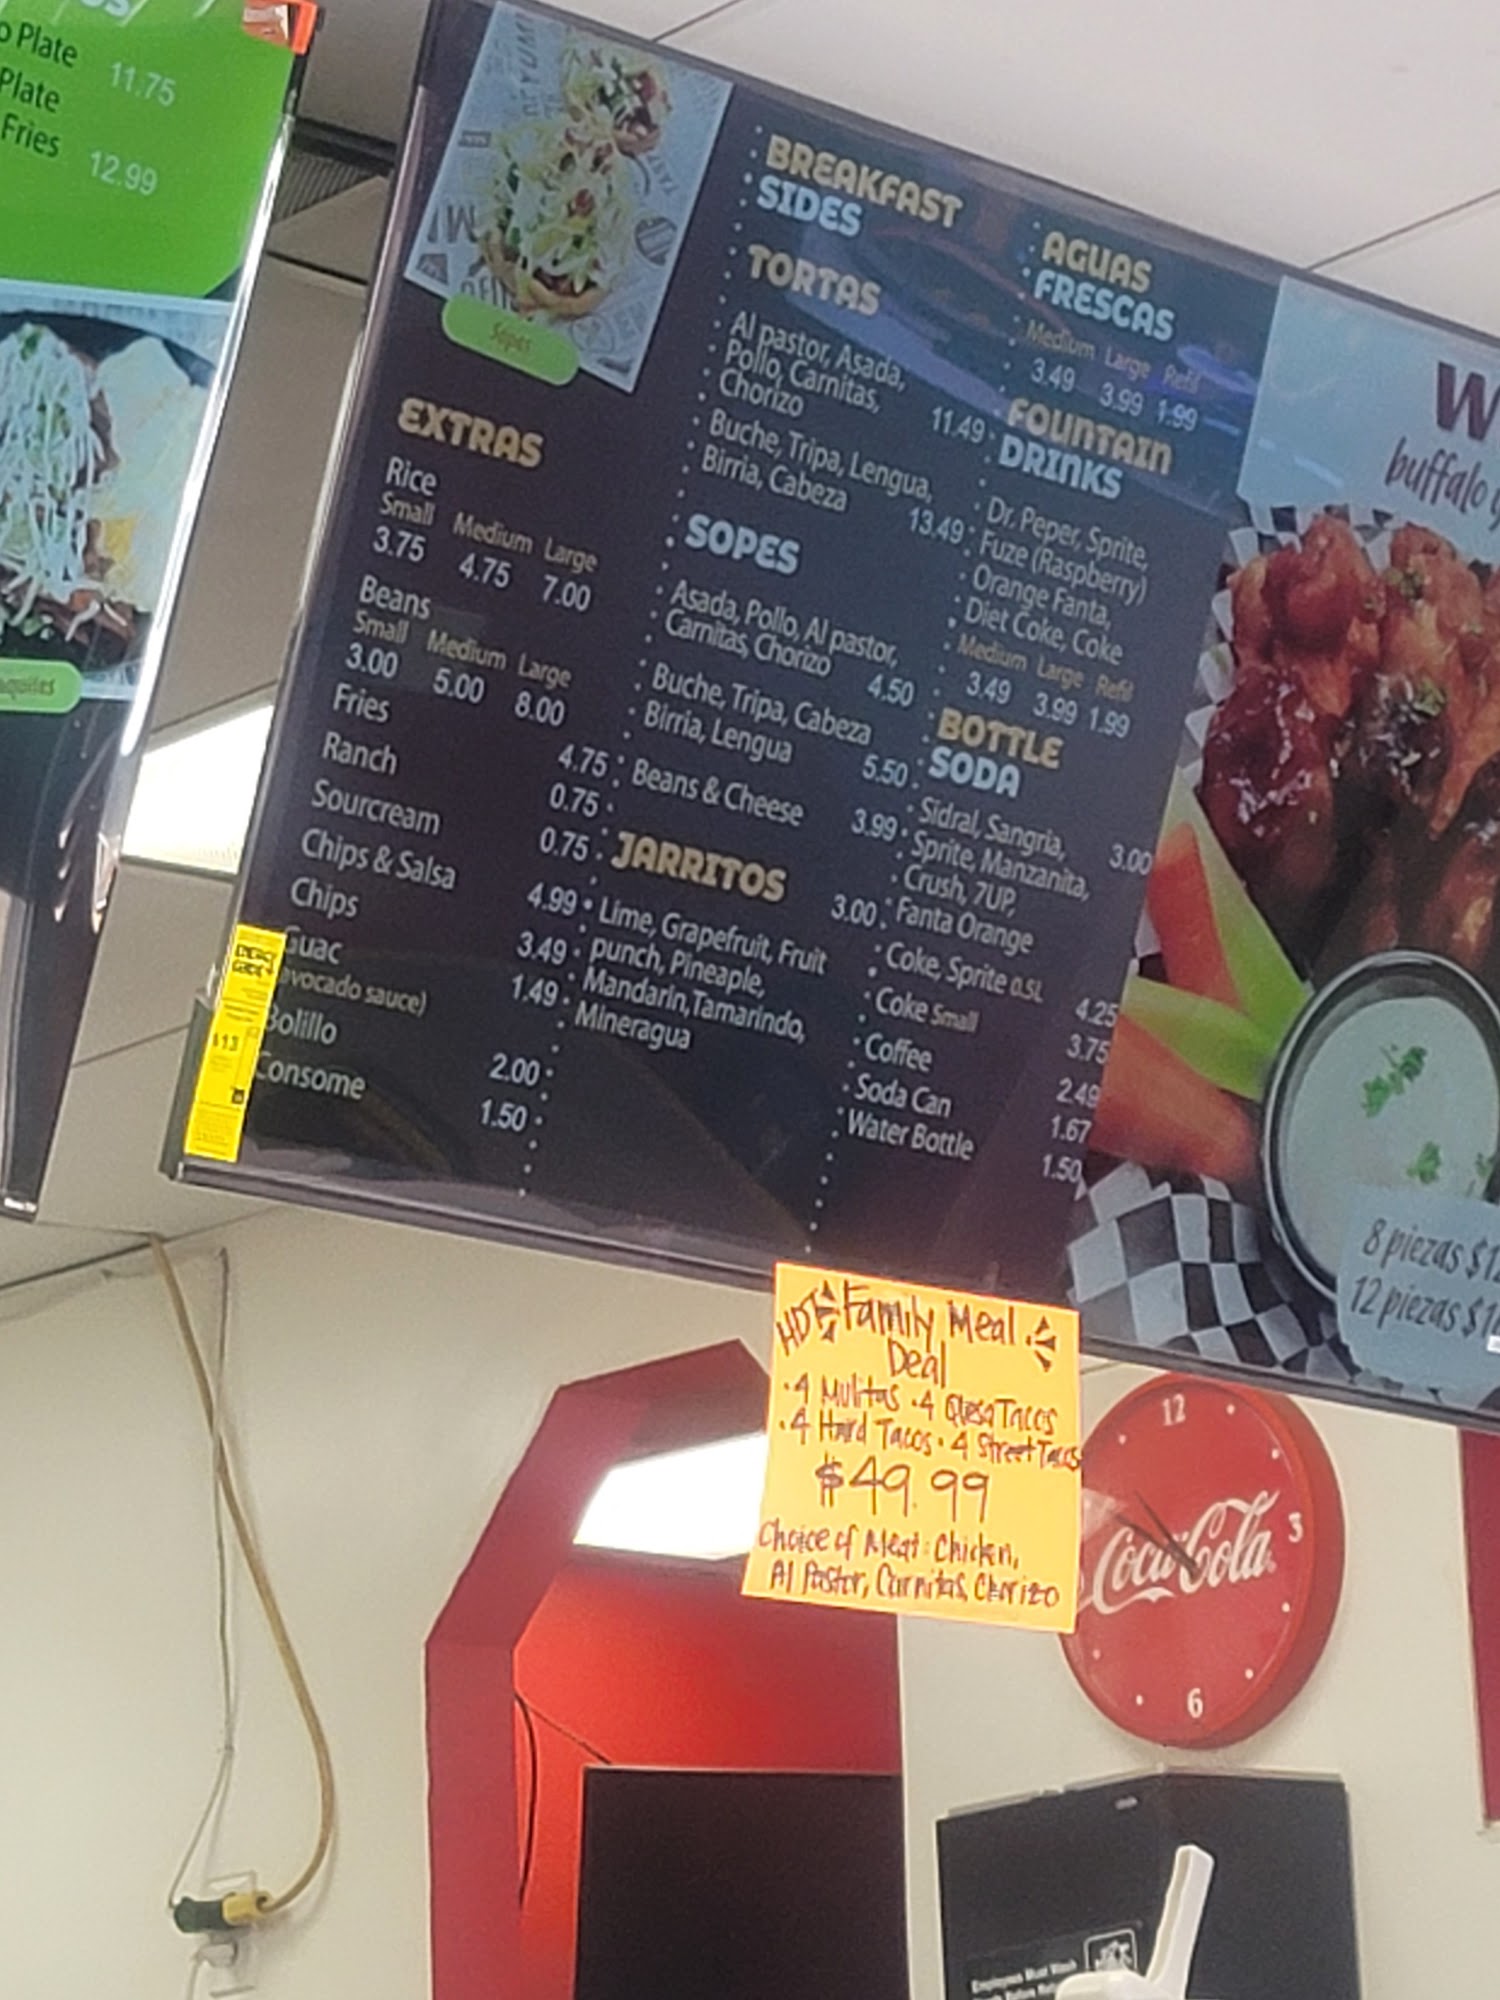 Plate
11.75
Plate
Fries
12.99
YUM
Sopes
EXTRAS
Rice
Small Medium Large
3.75 4.75 7.00
Beans
Small Medium Large
3.00 5.00 8.00
Fries 4.75
Ranch 0.75
Sourcream 0.75
Chips & Salsa 4.99
Chips 3.49
Guac 1.49
avocado sauce)
Bolillo 2.00
Consome 1.50
$13
BREAKFAST
SIDES
TORTAS
Al pastor, Asada,
Pollo, Carnitas,
Chorizo 11.49
Buche, Tripa, Lengua,
Birria, Cabeza 13.49
SOPES
Asada, Pollo, Al pastor,
Carnitas, Chorizo 4.50
Buche, Tripa, Cabeza
Birria, Lengua 5.50
Beans & Cheese 3.99
JARRITOS
Lime, Grapefruit, Fruit 3.00
punch, Pineaple,
Mandarin,Tamarindo,
Mineragua
AGUAS
FRESCAS
Medium Large Refil
3.49 3.99 1.99
FOUNTAIN
DRINKS
Dr. Peper, Sprite,
Fuze (Raspberry)
Orange Fanta,
Diet Coke, Coke
Medium Large Refil
3.49 3.99 1.99
BOTTLE
SODA
Sidral, Sangria, 3.00
Sprite, Manzanita,
Crush, 7UP,
Fanta Orange
Coke, Sprite 0.5L 4.25
Coke Small 3.75
Coffee 2.49
Soda Can 1.67
Water Bottle 1.50
W
buffalo
8 piezas $1
12 piezas $1
HOT Family Meal
Deal
• 4 Mulitas • 4 QuesaTacos
• 4 Hard Tacos • 4 Street Tacos
$49.99
Choice of Meat: Chicken,
Al Pastor, Carnitas, Chorizo
12
3
6
Coca-Cola
Employees Must Wash